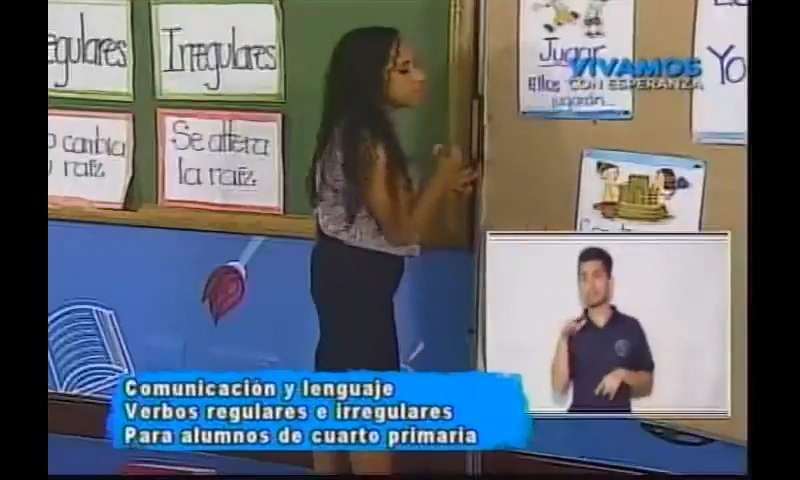 Irregulares
Se altera
la raíz
cambia
raíz
Jugar
Ellos
jugarán
Yo
VIVAMOS
CON ESPERANZA
Comunicación y lenguaje
Verbos regulares e irregulares
Para alumnos de cuarto primaria